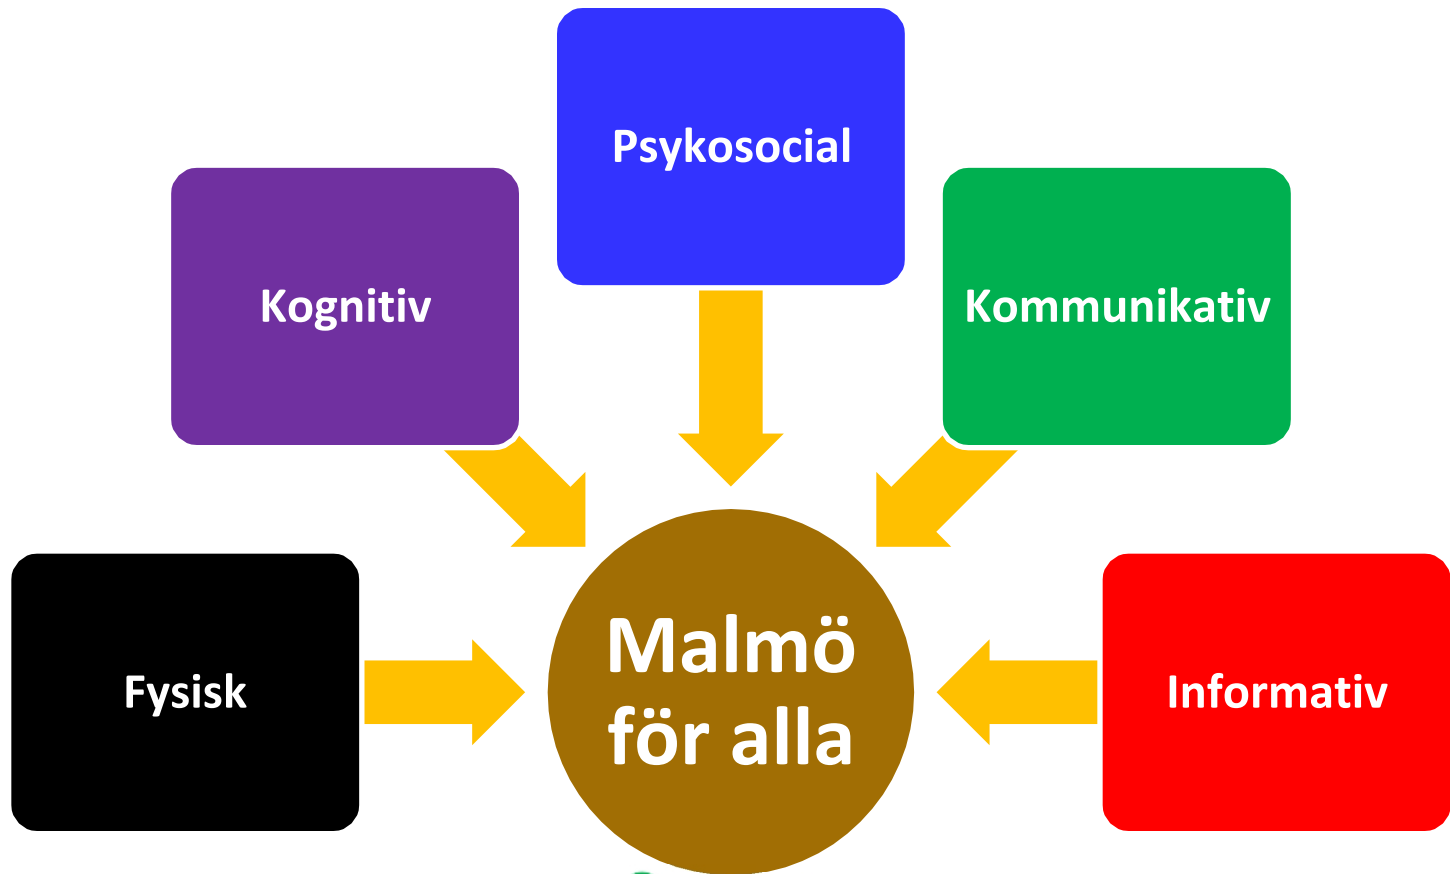 Psykosocial
Kognitiv
Kommunikativ
Fysisk
Malmö
för alla
Informativ